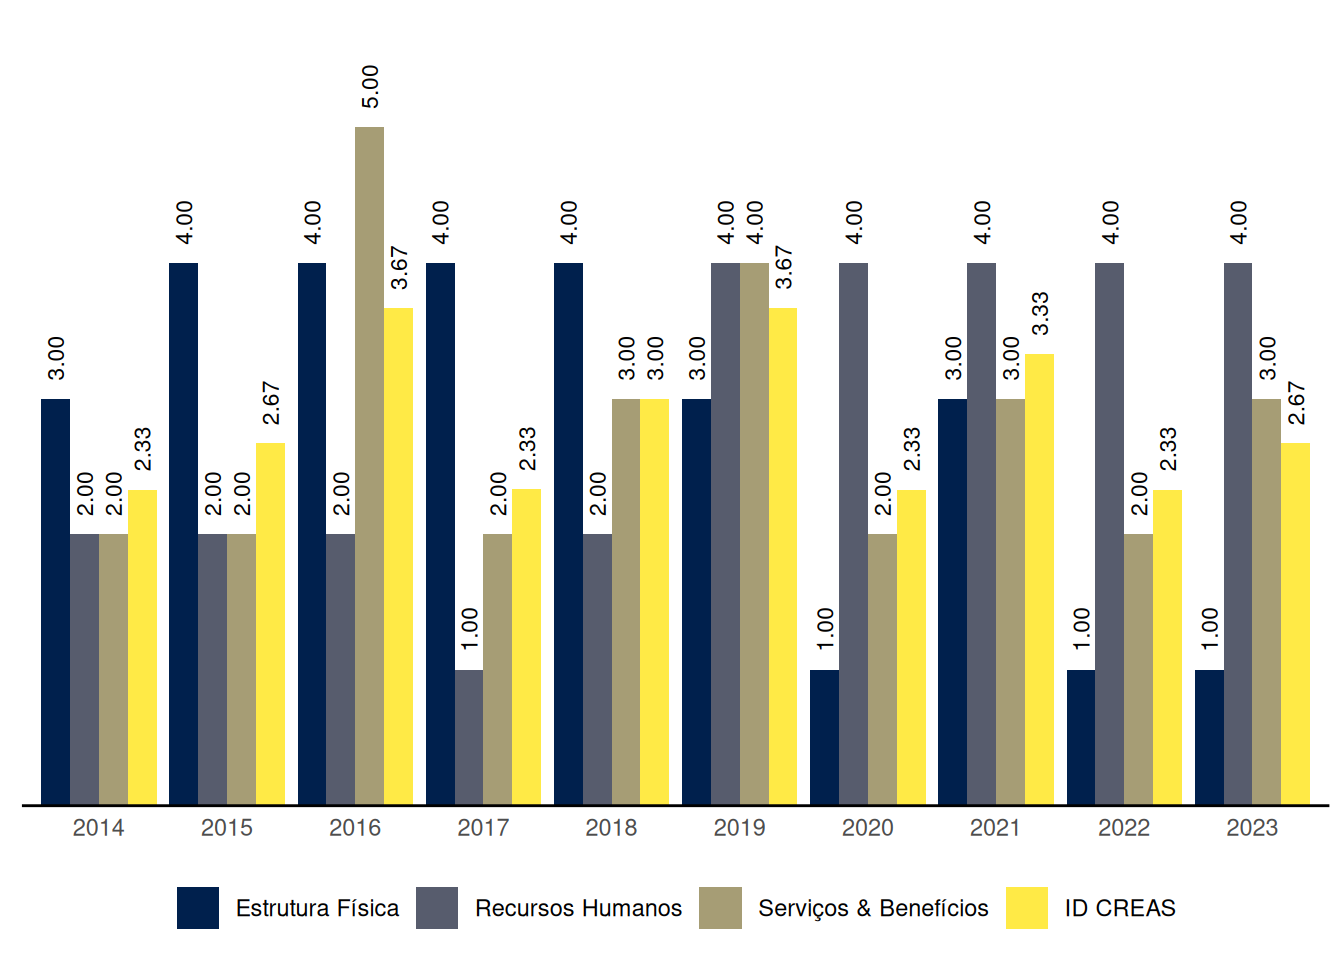 5.00
4.00 4.00 4.00 4.00 4.00 4.00 4.00 4.00 4.00 4.00
3.67 3.67
3.33
3.00 3.00 3.00 3.00 3.00 3.00 3.00
2.67 2.67
2.33 2.33 2.33 2.33
2.00 2.00 2.00 2.00 2.00 2.00 2.00 2.00 2.00
1.00 1.00 1.00 1.00
2014 2015 2016 2017 2018 2019 2020 2021 2022 2023
Estrutura Física Recursos Humanos Serviços & Benefícios ID CREAS